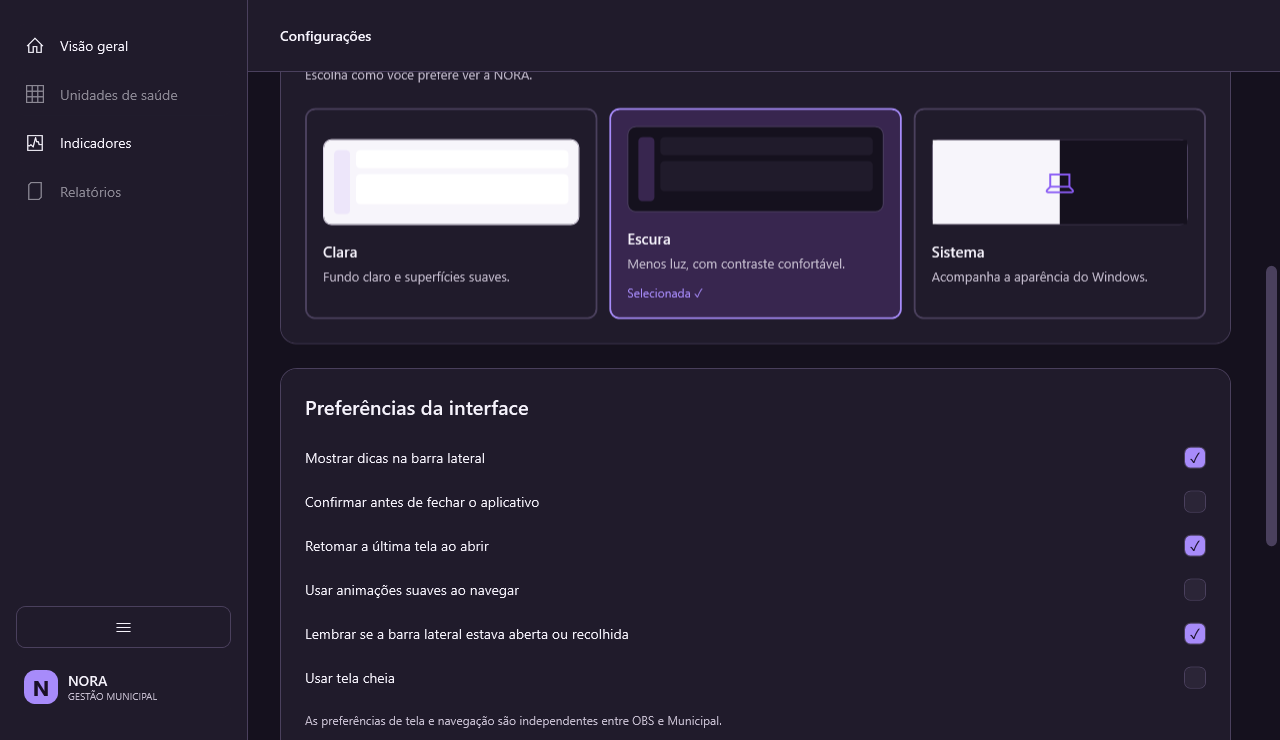 Visão geral
Unidades de saúde
Indicadores
Relatórios
N
NORA
GESTÃO MUNICIPAL
Configurações
Escolha como você prefere ver a NORA.
Clara
Fundo claro e superfícies suaves.
Escura
Menos luz, com contraste confortável.
Selecionada ✓
Sistema
Acompanha a aparência do Windows.
Preferências da interface
Mostrar dicas na barra lateral
Confirmar antes de fechar o aplicativo
Retomar a última tela ao abrir
Usar animações suaves ao navegar
Lembrar se a barra lateral estava aberta ou recolhida
Usar tela cheia
As preferências de tela e navegação são independentes entre OBS e Municipal.